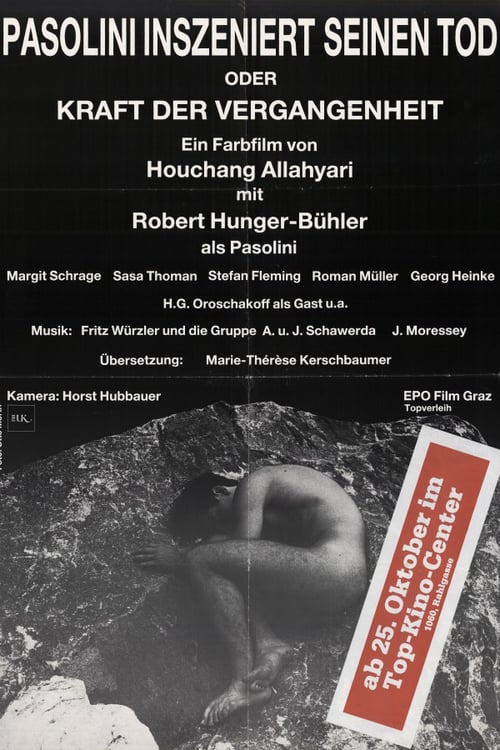 PASOLINI INSZENIERT SEINEN TOD
ODER
KRAFT DER VERGANGENHEIT
Ein Farbfilm von
Houchang Allahyari
mit
Robert Hunger-Bühler
als Pasolini
Margit Schrage Sasa Thoman Stefan Fleming Roman Müller Georg Heinke
H.G. Oroschakoff als Gast u.a.
Musik: Fritz Würzler und die Gruppe A. u. J. Schawerda J. Moressey
Übersetzung: Marie-Thérèse Kerschbaumer
Kamera: Horst Hubbauer
EPO Film Graz
Topverleih
ab 25. Oktober im
Top-Kino-Center
1060, Rahlgasse